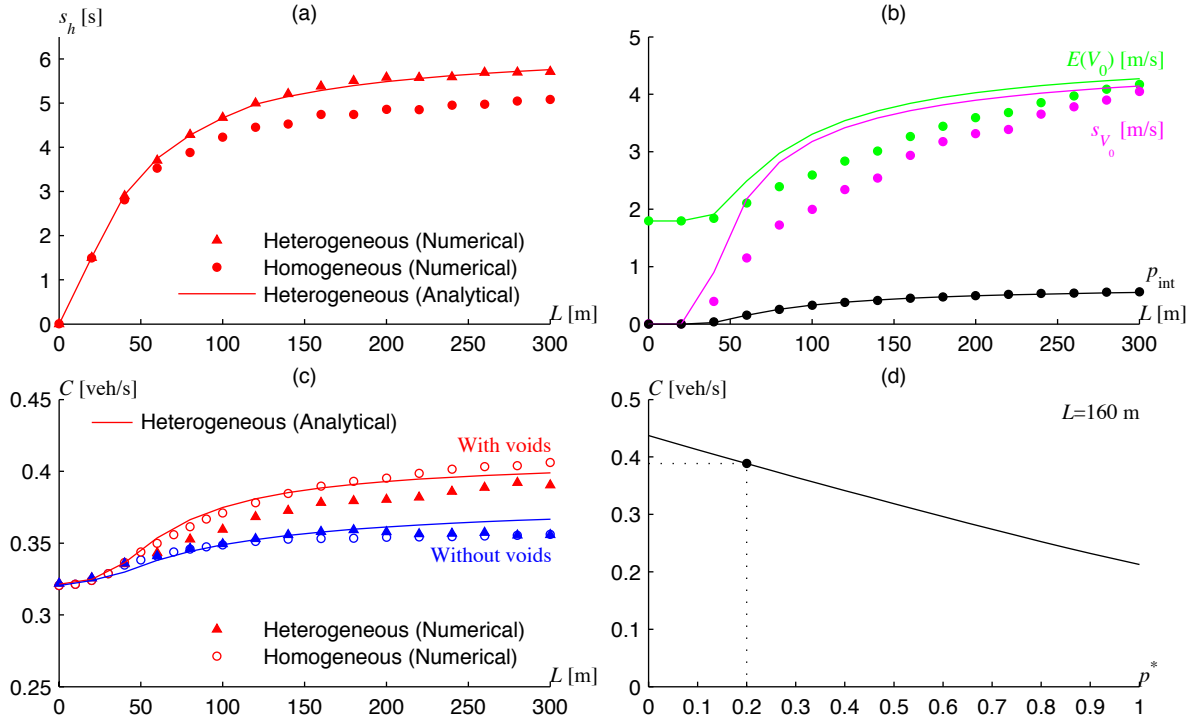 (a)
s_h [s]
6
5
4
3
2
1
0
Heterogeneous (Numerical)
Homogeneous (Numerical)
Heterogeneous (Analytical)
L [m]
0 50 100 150 200 250 300
(b)
5
4
3
2
1
0
E(V_0) [m/s]
s_{V_0} [m/s]
p_int
L [m]
0 50 100 150 200 250 300
(c)
C [veh/s]
0.45
0.4
0.35
0.3
0.25
Heterogeneous (Analytical)
With voids
Without voids
Heterogeneous (Numerical)
Homogeneous (Numerical)
L [m]
0 50 100 150 200 250 300
(d)
C [veh/s]
0.5
0.4
0.3
0.2
0.1
0
L=160 m
p^*
0 0.1 0.2 0.3 0.4 0.5 0.6 0.7 0.8 0.9 1